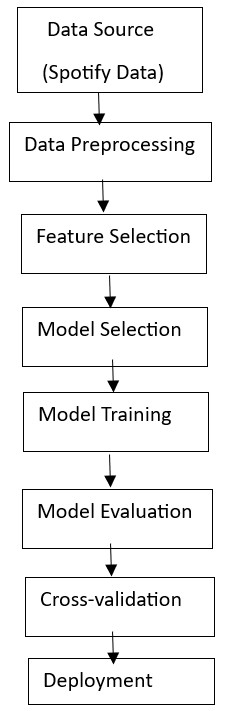 Data Source
(Spotify Data)
Data Preprocessing
Feature Selection
Model Selection
Model Training
Model Evaluation
Cross-validation
Deployment